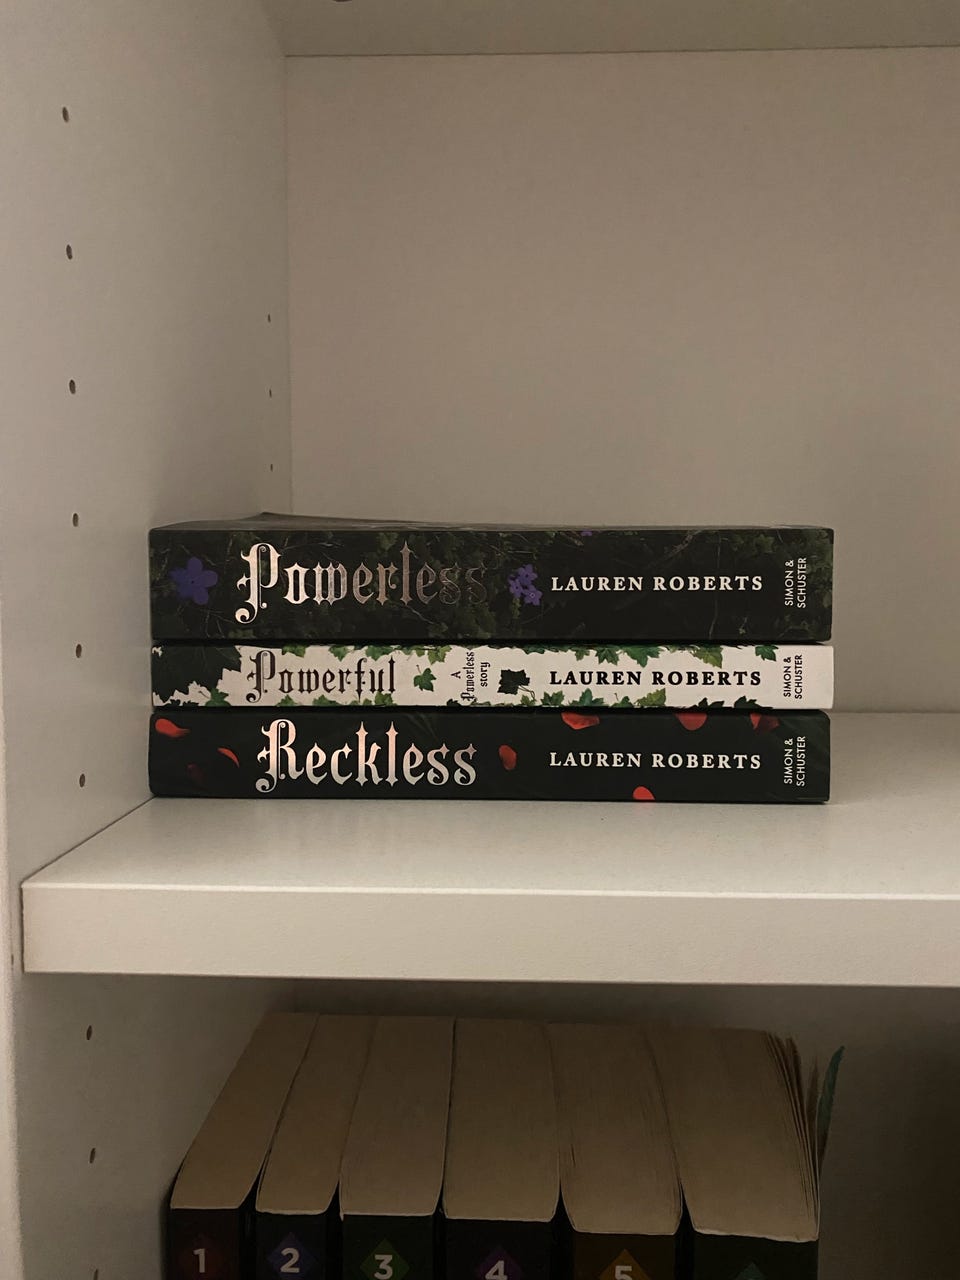 Powerless
LAUREN ROBERTS
SIMON &
SCHUSTER
Powerful
A
Powerless
story
LAUREN ROBERTS
SIMON &
SCHUSTER
Reckless
LAUREN ROBERTS
SIMON &
SCHUSTER
1
2
3
4
5